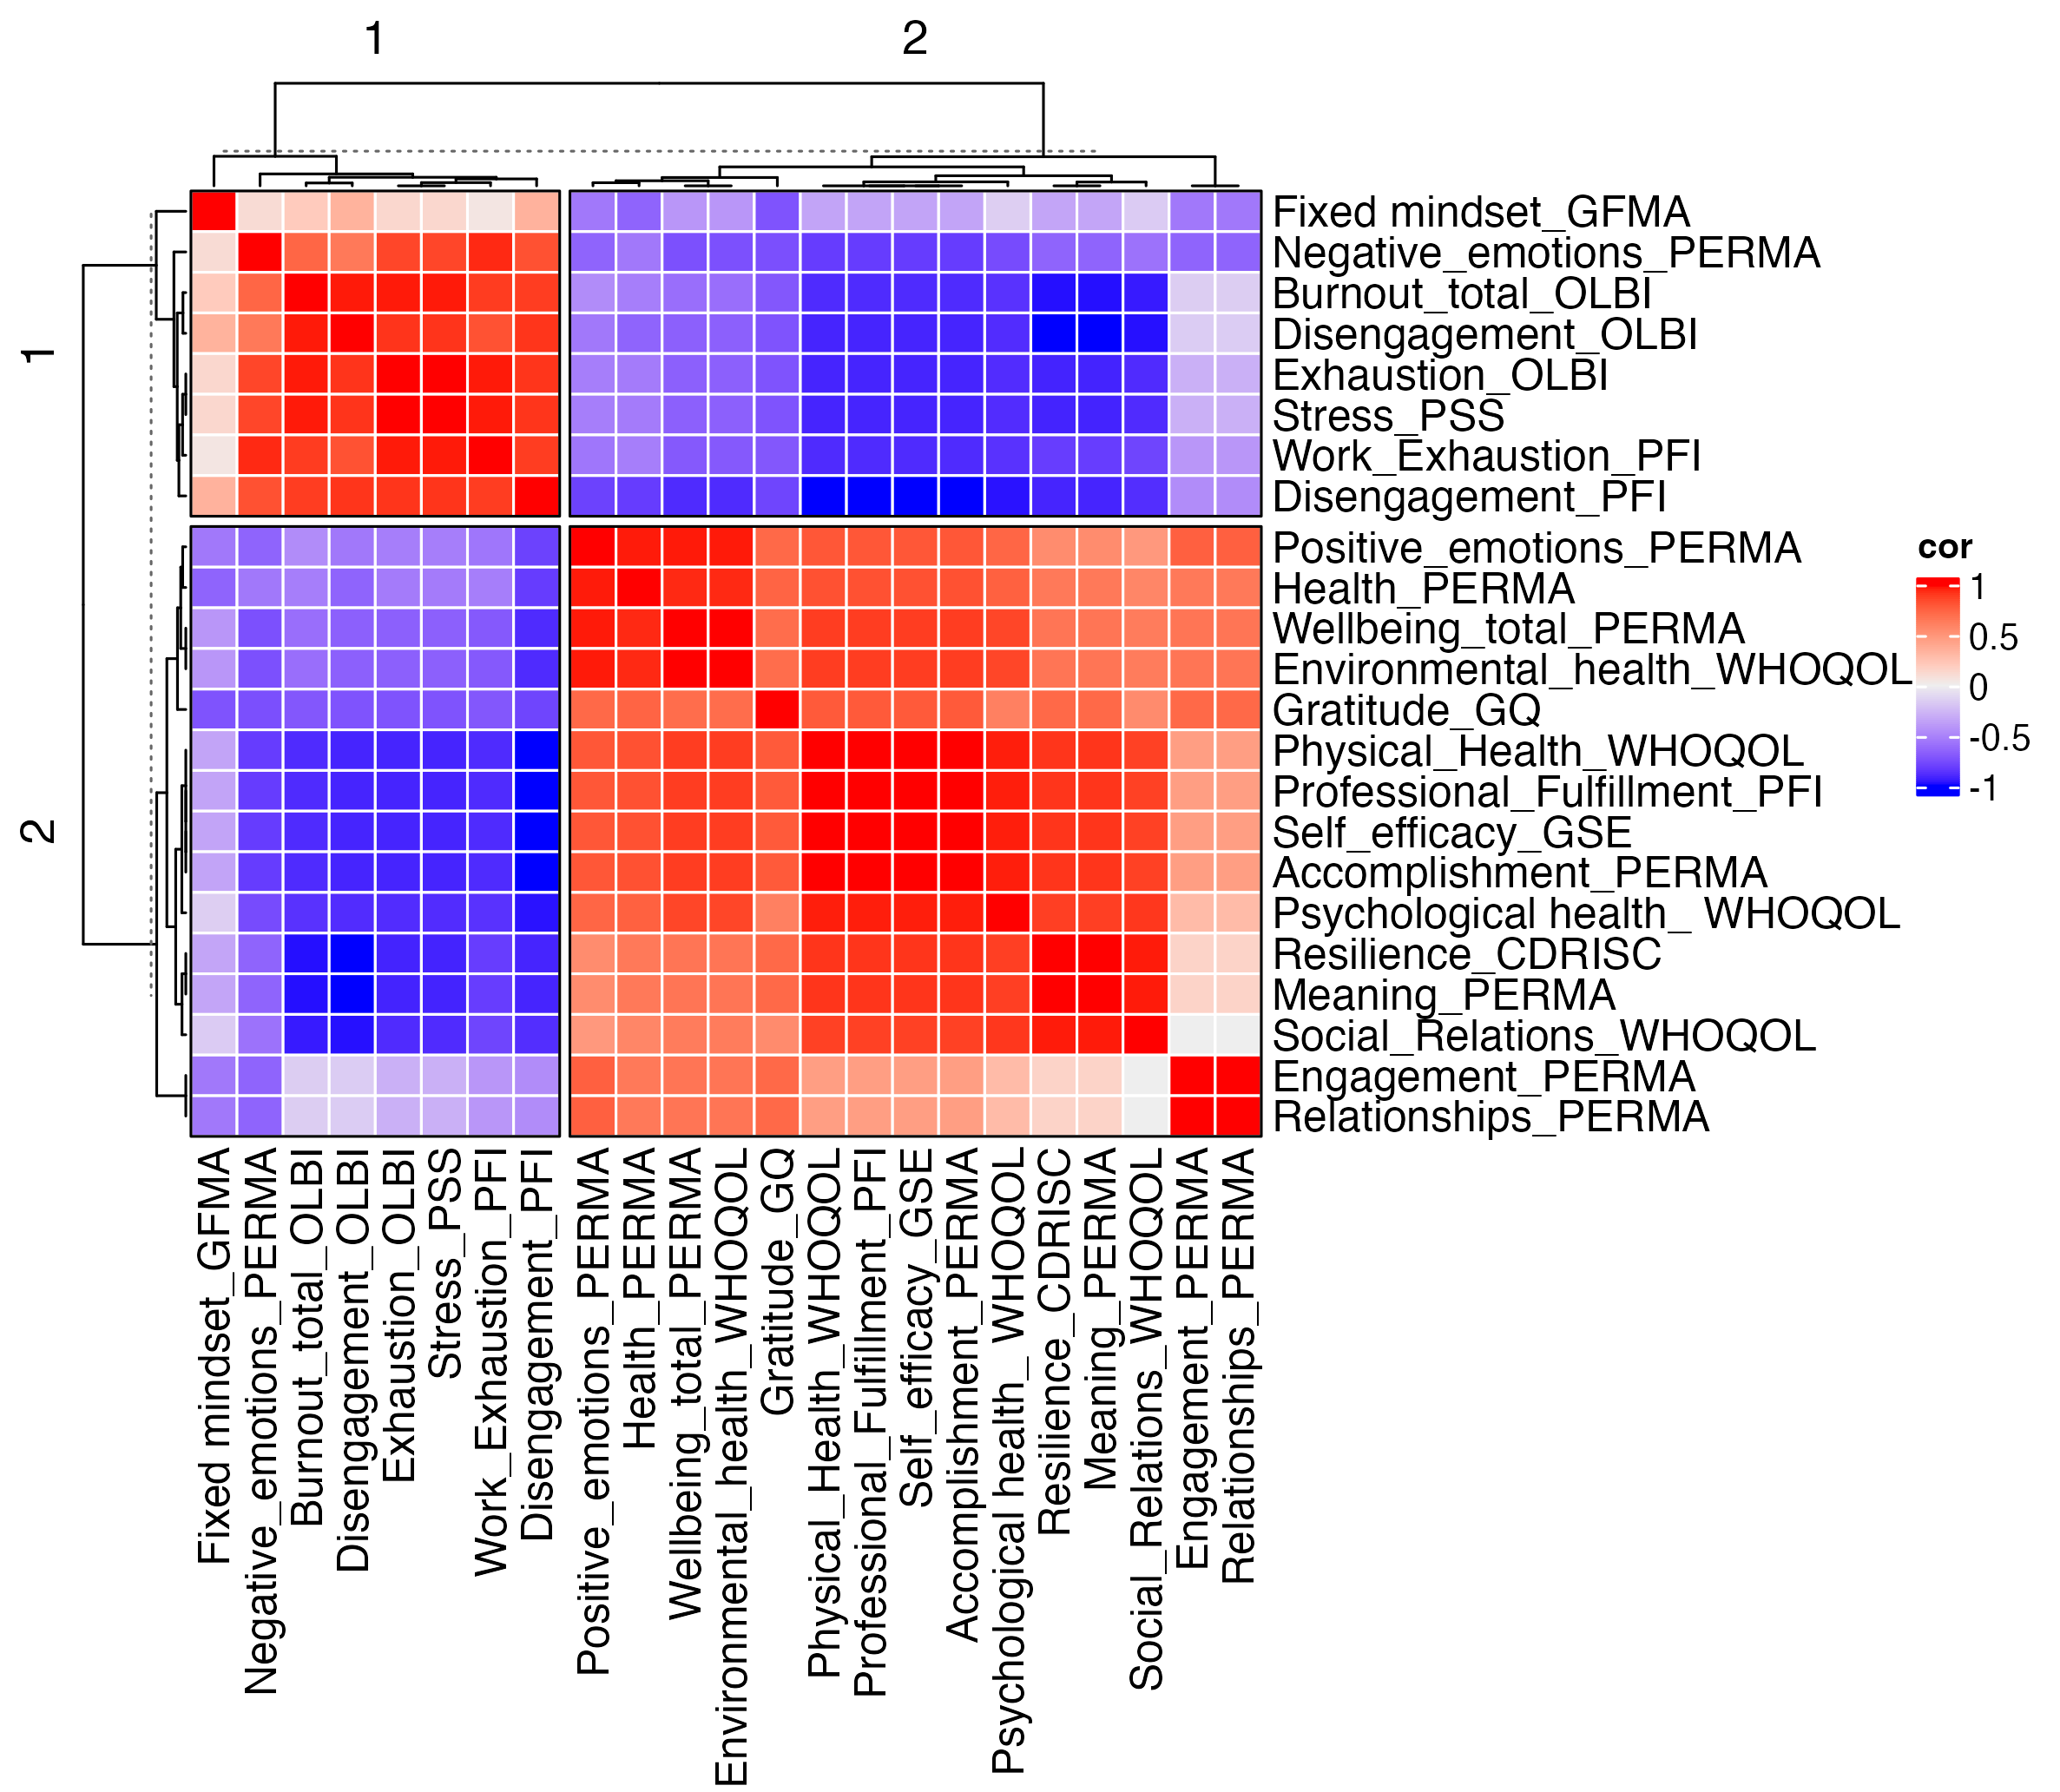 1
2
1
2
Fixed mindset_GFMA
Negative_emotions_PERMA
Burnout_total_OLBI
Disengagement_OLBI
Exhaustion_OLBI
Stress_PSS
Work_Exhaustion_PFI
Disengagement_PFI
Positive_emotions_PERMA
Health_PERMA
Wellbeing_total_PERMA
Environmental_health_WHOQOL
Gratitude_GQ
Physical_Health_WHOQOL
Professional_Fulfillment_PFI
Self_efficacy_GSE
Accomplishment_PERMA
Psychological health_ WHOQOL
Resilience_CDRISC
Meaning_PERMA
Social_Relations_WHOQOL
Engagement_PERMA
Relationships_PERMA
cor
1
0.5
0
-0.5
-1
Fixed mindset_GFMA
Negative_emotions_PERMA
Burnout_total_OLBI
Disengagement_OLBI
Exhaustion_OLBI
Stress_PSS
Work_Exhaustion_PFI
Disengagement_PFI
Positive_emotions_PERMA
Health_PERMA
Wellbeing_total_PERMA
Environmental_health_WHOQOL
Gratitude_GQ
Physical_Health_WHOQOL
Professional_Fulfillment_PFI
Self_efficacy_GSE
Accomplishment_PERMA
Psychological health_ WHOQOL
Resilience_CDRISC
Meaning_PERMA
Social_Relations_WHOQOL
Engagement_PERMA
Relationships_PERMA